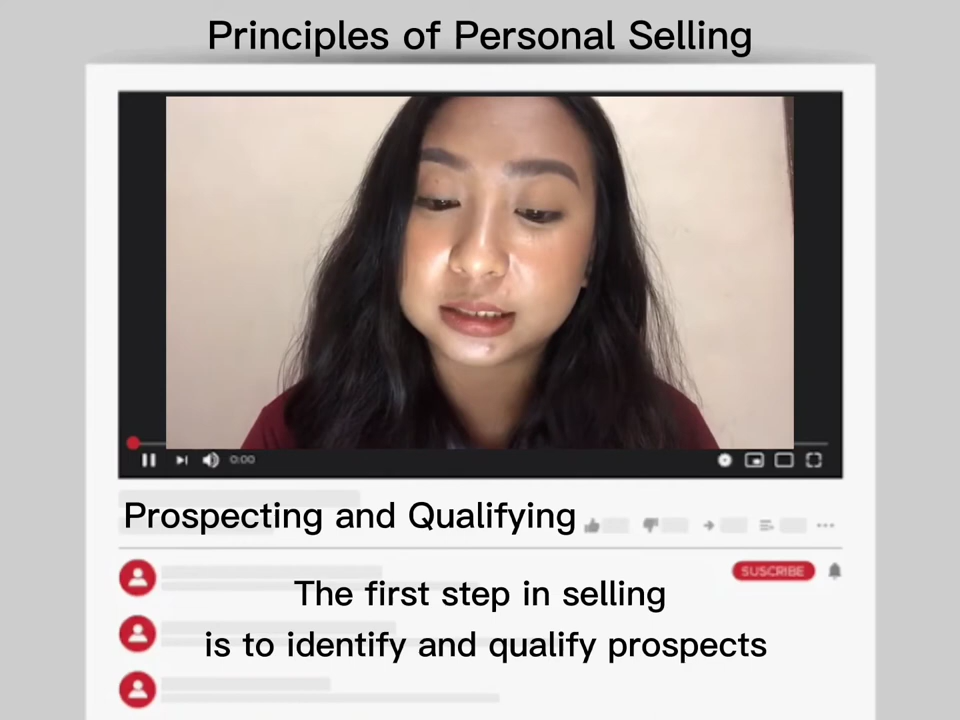 Principles of Personal Selling
0:00
Prospecting and Qualifying
SUSCRIBE
The first step in selling
is to identify and qualify prospects